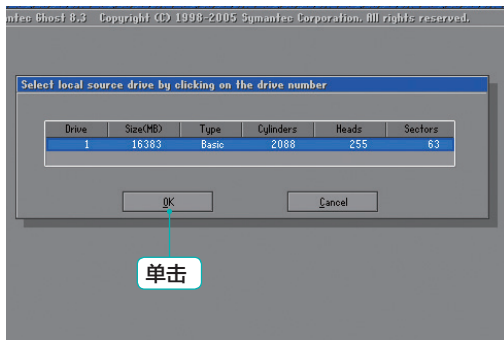 ntec Ghost 8.3 Copyright (C) 1998-2005 Symantec Corporation. All rights reserved.
Select local source drive by clicking on the drive number
Drive Size(MB) Type Cylinders Heads Sectors
1 16383 Basic 2088 255 63
OK Cancel
单击